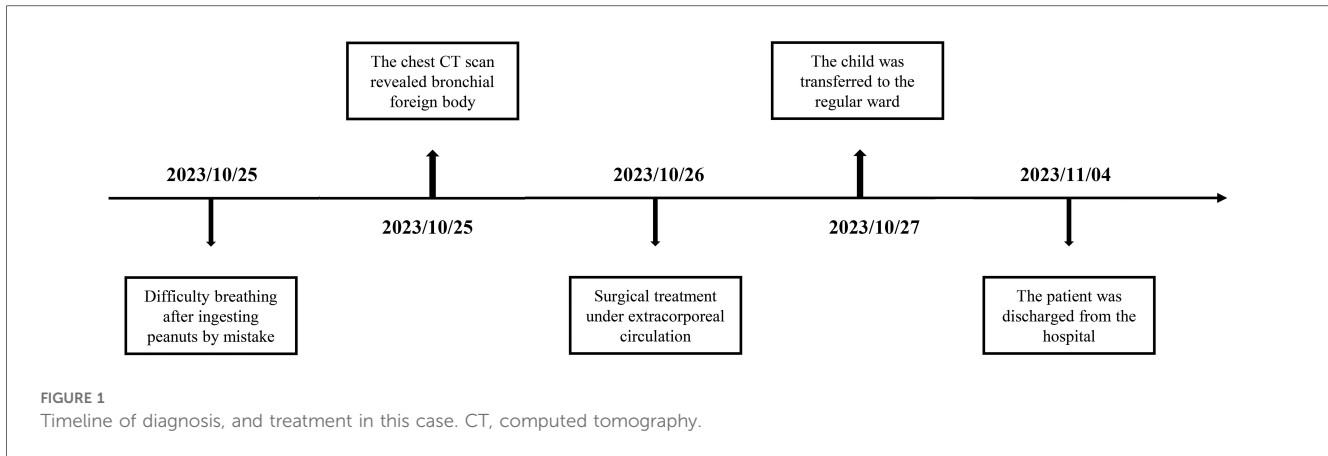 The chest CT scan
revealed bronchial
foreign body
The child was
transferred to the
regular ward
2023/10/25
2023/10/26
2023/11/04
2023/10/25
2023/10/27
Difficulty breathing
after ingesting
peanuts by mistake
Surgical treatment
under extracorporeal
circulation
The patient was
discharged from the
hospital
FIGURE 1
Timeline of diagnosis, and treatment in this case. CT, computed tomography.